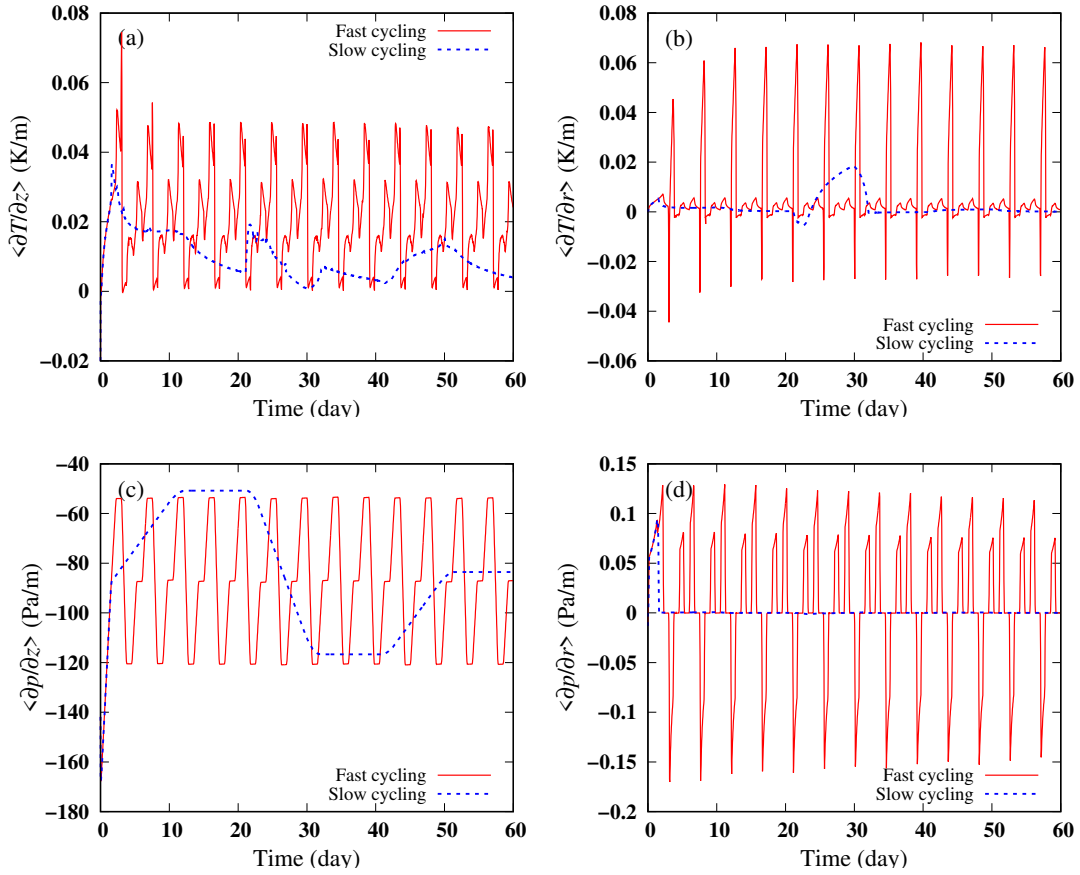 0.08
0.06
0.04
0.02
0
−0.02
<∂T/∂z> (K/m)
(a)
Fast cycling
Slow cycling
0 10 20 30 40 50 60
Time (day)
0.08
0.06
0.04
0.02
0
−0.02
−0.04
−0.06
<∂T/∂r> (K/m)
(b)
Fast cycling
Slow cycling
0 10 20 30 40 50 60
Time (day)
−40
−60
−80
−100
−120
−140
−160
−180
<∂p/∂z> (Pa/m)
(c)
Fast cycling
Slow cycling
0 10 20 30 40 50 60
Time (day)
0.15
0.1
0.05
0
−0.05
−0.1
−0.15
−0.2
<∂p/∂r> (Pa/m)
(d)
Fast cycling
Slow cycling
0 10 20 30 40 50 60
Time (day)